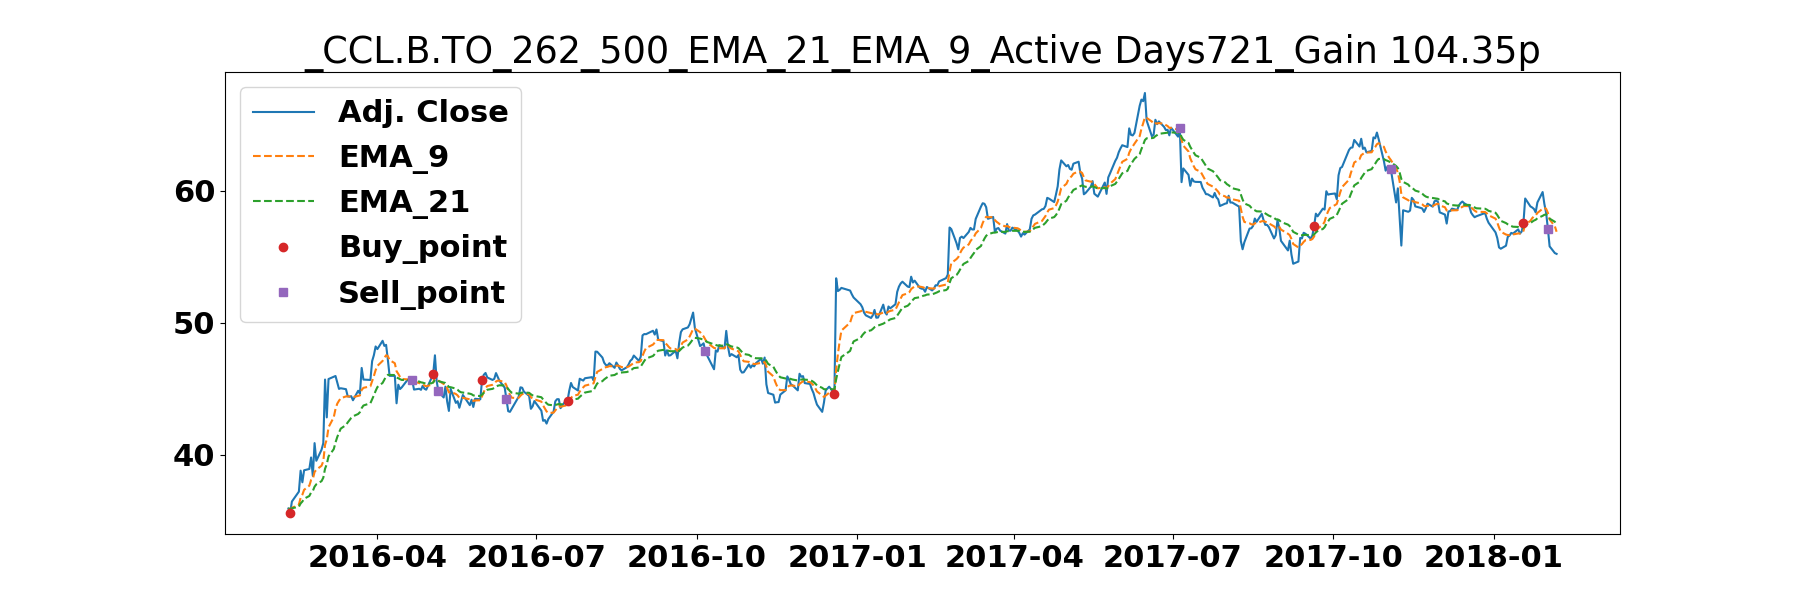 _CCL.B.TO_262_500_EMA_21_EMA_9_Active Days721_Gain 104.35p
Adj. Close
EMA_9
EMA_21
Buy_point
Sell_point
60
50
40
2016-04 2016-07 2016-10 2017-01 2017-04 2017-07 2017-10 2018-01